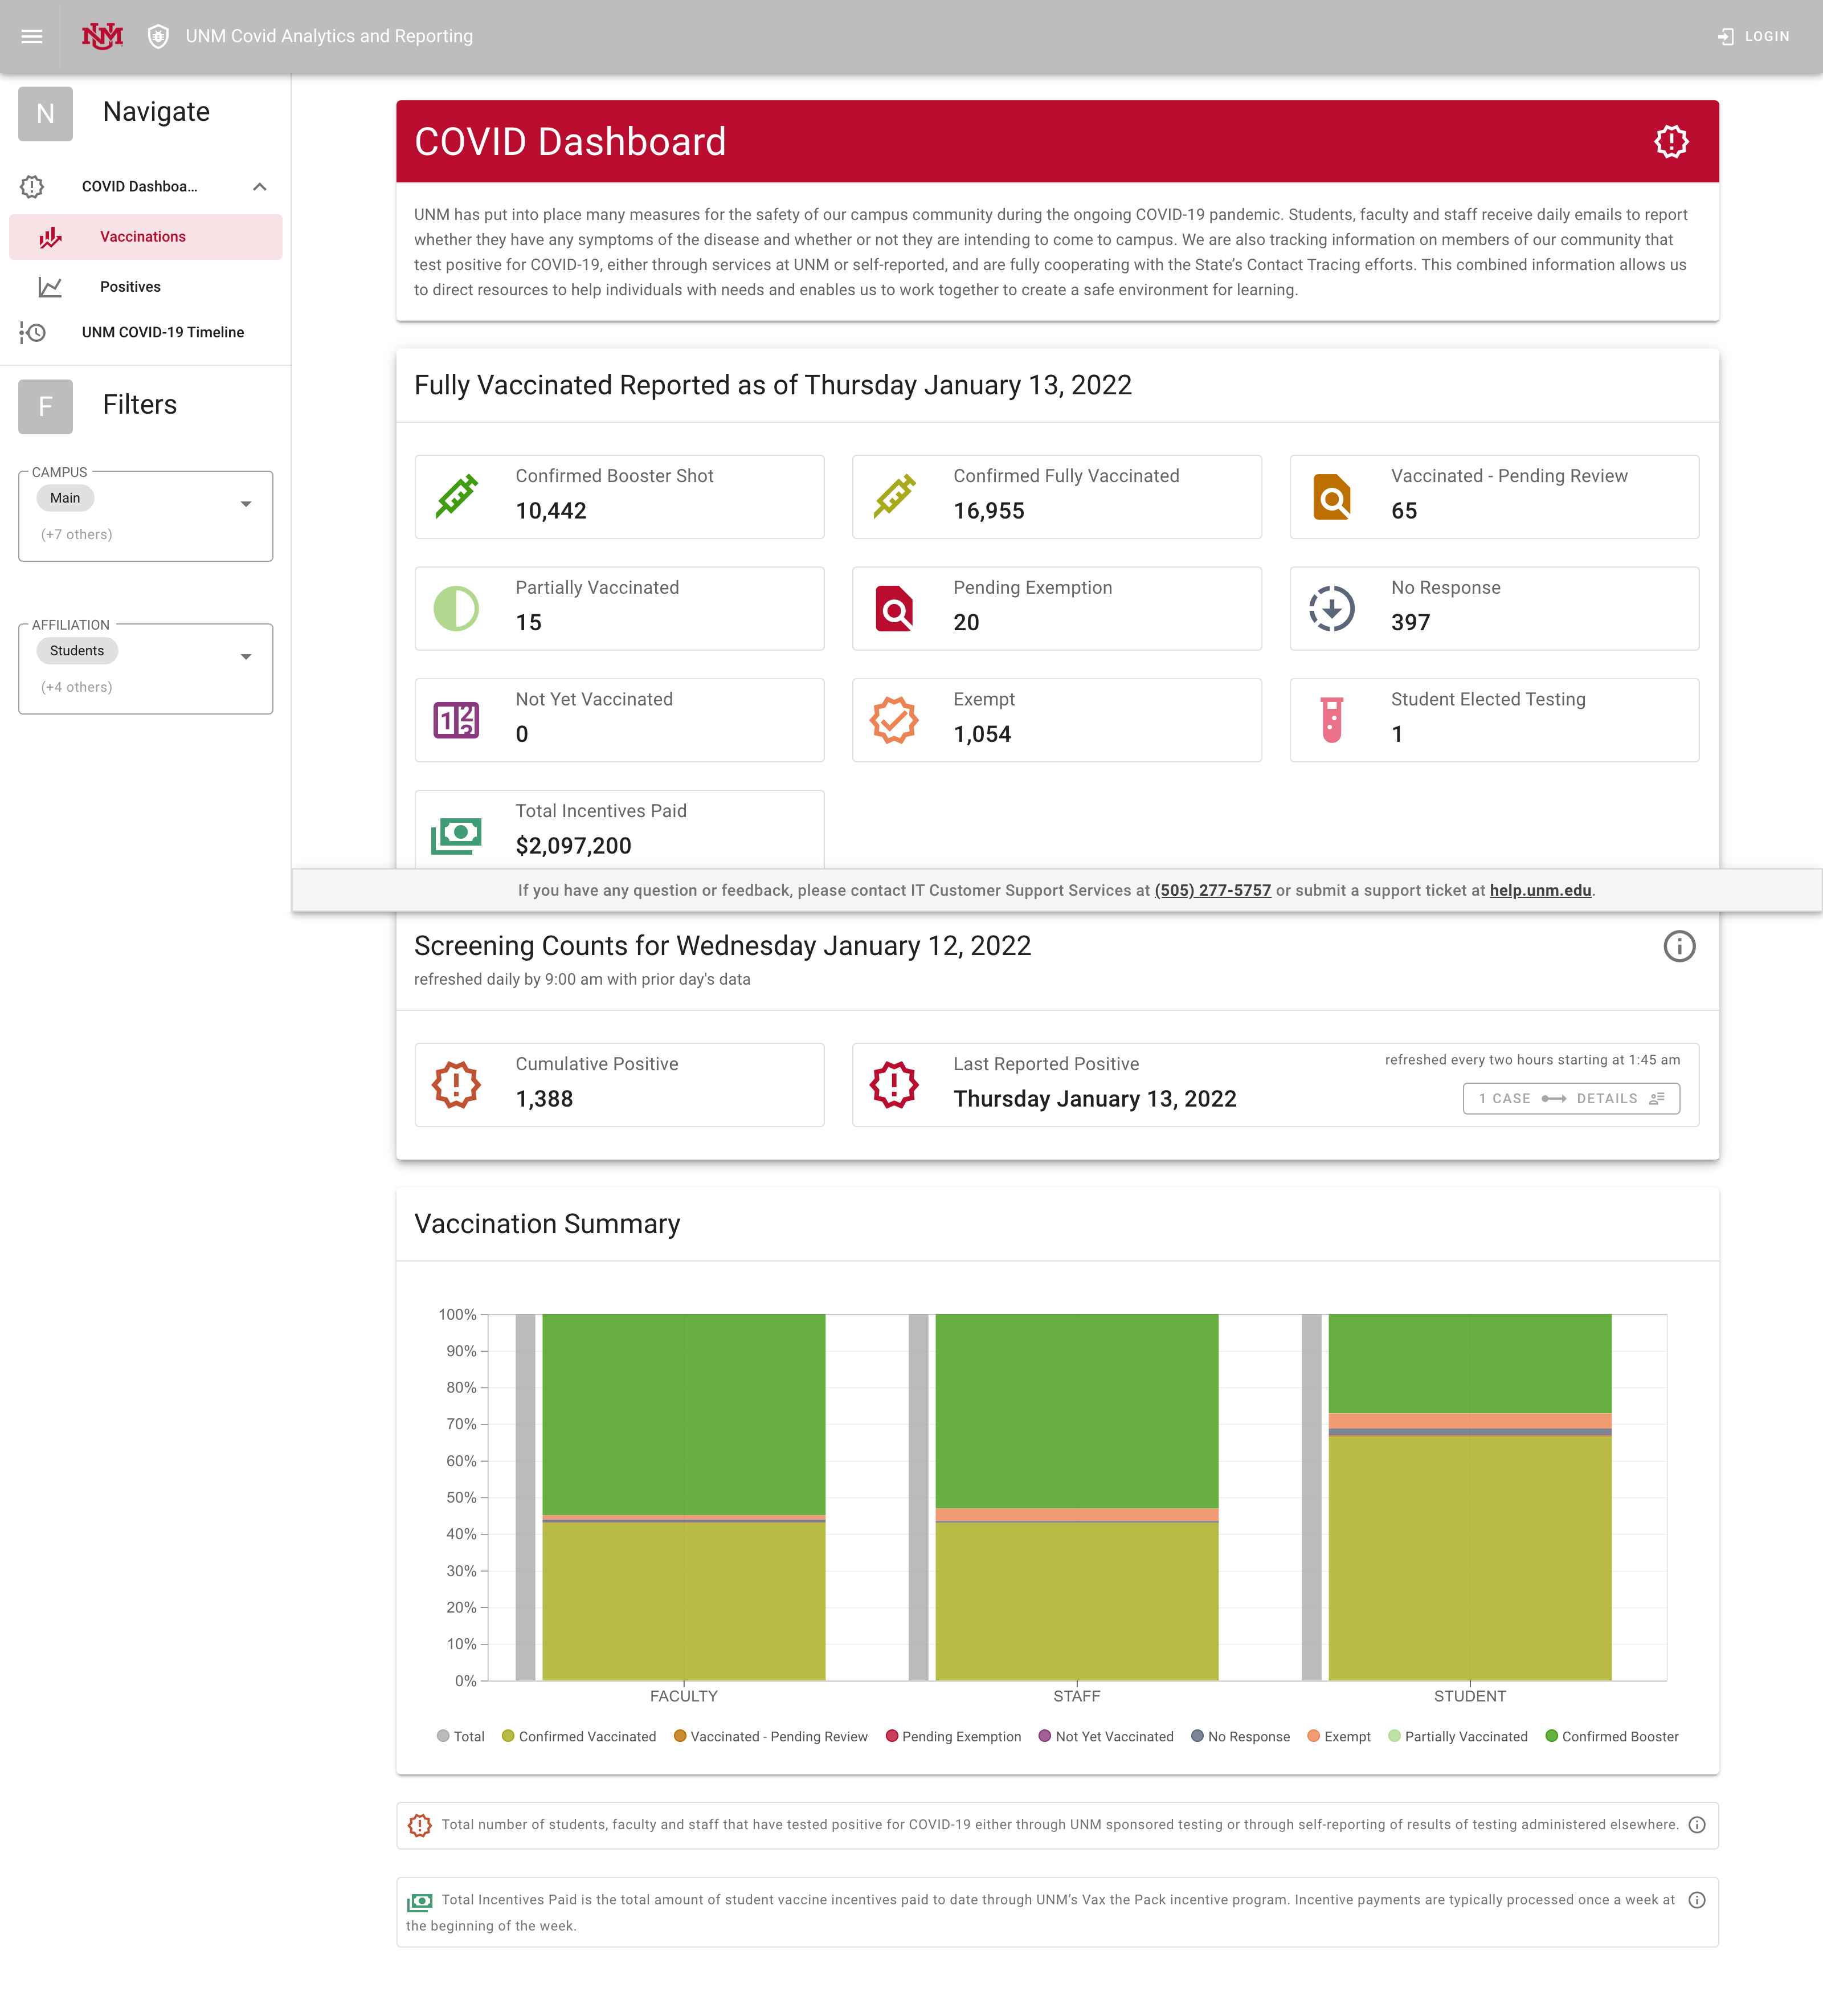 UNM
UNM Covid Analytics and Reporting
LOGIN
N
Navigate
COVID Dashboa...
Vaccinations
Positives
UNM COVID-19 Timeline
F
Filters
CAMPUS
Main
(+7 others)
AFFILIATION
Students
(+4 others)
COVID Dashboard
UNM has put into place many measures for the safety of our campus community during the ongoing COVID-19 pandemic. Students, faculty and staff receive daily emails to report
whether they have any symptoms of the disease and whether or not they are intending to come to campus. We are also tracking information on members of our community that
test positive for COVID-19, either through services at UNM or self-reported, and are fully cooperating with the State’s Contact Tracing efforts. This combined information allows us
to direct resources to help individuals with needs and enables us to work together to create a safe environment for learning.
Fully Vaccinated Reported as of Thursday January 13, 2022
Confirmed Booster Shot
10,442
Confirmed Fully Vaccinated
16,955
Vaccinated - Pending Review
65
Partially Vaccinated
15
Pending Exemption
20
No Response
397
Not Yet Vaccinated
0
Exempt
1,054
Student Elected Testing
1
Total Incentives Paid
$2,097,200
If you have any question or feedback, please contact IT Customer Support Services at (505) 277-5757 or submit a support ticket at help.unm.edu.
Screening Counts for Wednesday January 12, 2022
refreshed daily by 9:00 am with prior day's data
Cumulative Positive
1,388
Last Reported Positive
Thursday January 13, 2022
refreshed every two hours starting at 1:45 am
1 CASE DETAILS
Vaccination Summary
100%
90%
80%
70%
60%
50%
40%
30%
20%
10%
0%
FACULTY STAFF STUDENT
Total Confirmed Vaccinated Vaccinated - Pending Review Pending Exemption Not Yet Vaccinated No Response Exempt Partially Vaccinated Confirmed Booster
Total number of students, faculty and staff that have tested positive for COVID-19 either through UNM sponsored testing or through self-reporting of results of testing administered elsewhere.
Total Incentives Paid is the total amount of student vaccine incentives paid to date through UNM’s Vax the Pack incentive program. Incentive payments are typically processed once a week at
the beginning of the week.